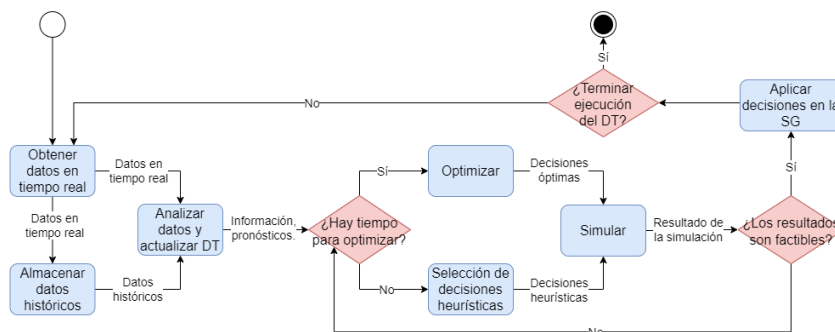 Sí
¿Terminar
ejecución
del DT?
No
Aplicar
decisiones en la
SG
Obtener
datos en
tiempo real
Datos en
tiempo real
Sí
Optimizar
Decisiones
óptimas
Sí
Datos en
tiempo real
Analizar
datos y
actualizar DT
Información,
pronósticos.
¿Hay tiempo
para optimizar?
Simular
Resultado de
la simulación
¿Los resultados
son factibles?
Almacenar
datos
históricos
Datos
históricos
No
Selección de
decisiones
heurísticas
Decisiones
heurísticas
No